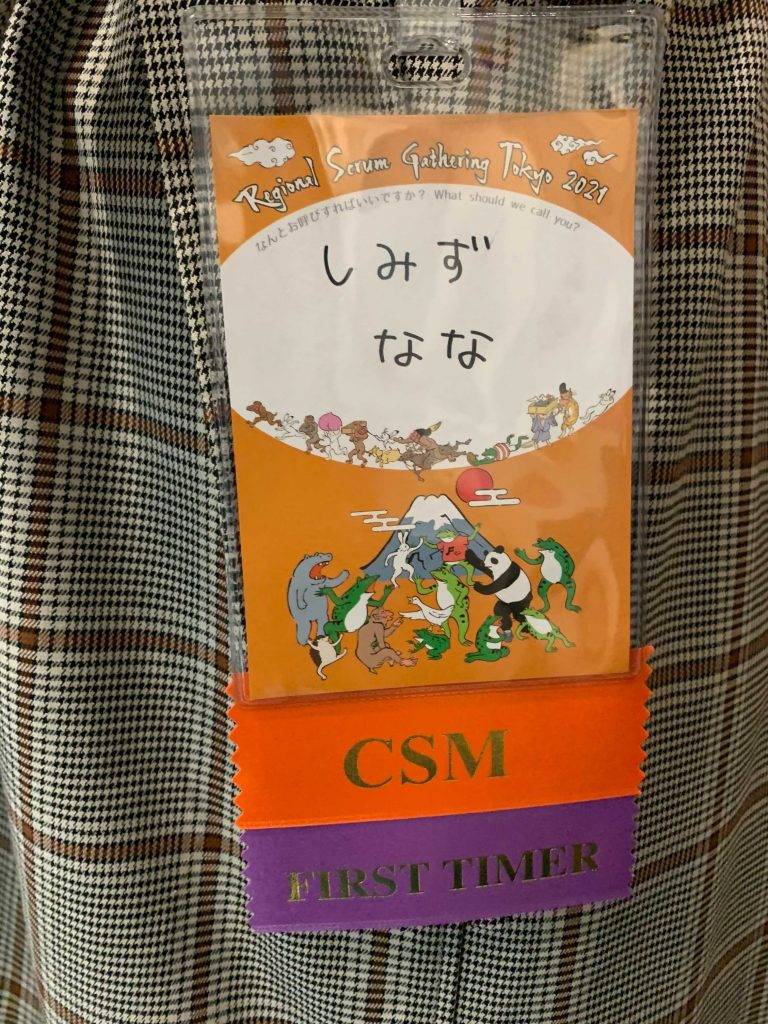 Regional Scrum Gathering Tokyo 2021
なんとお呼びすればいいですか? What should we call you?
しみず
なな
CSM
FIRST TIMER